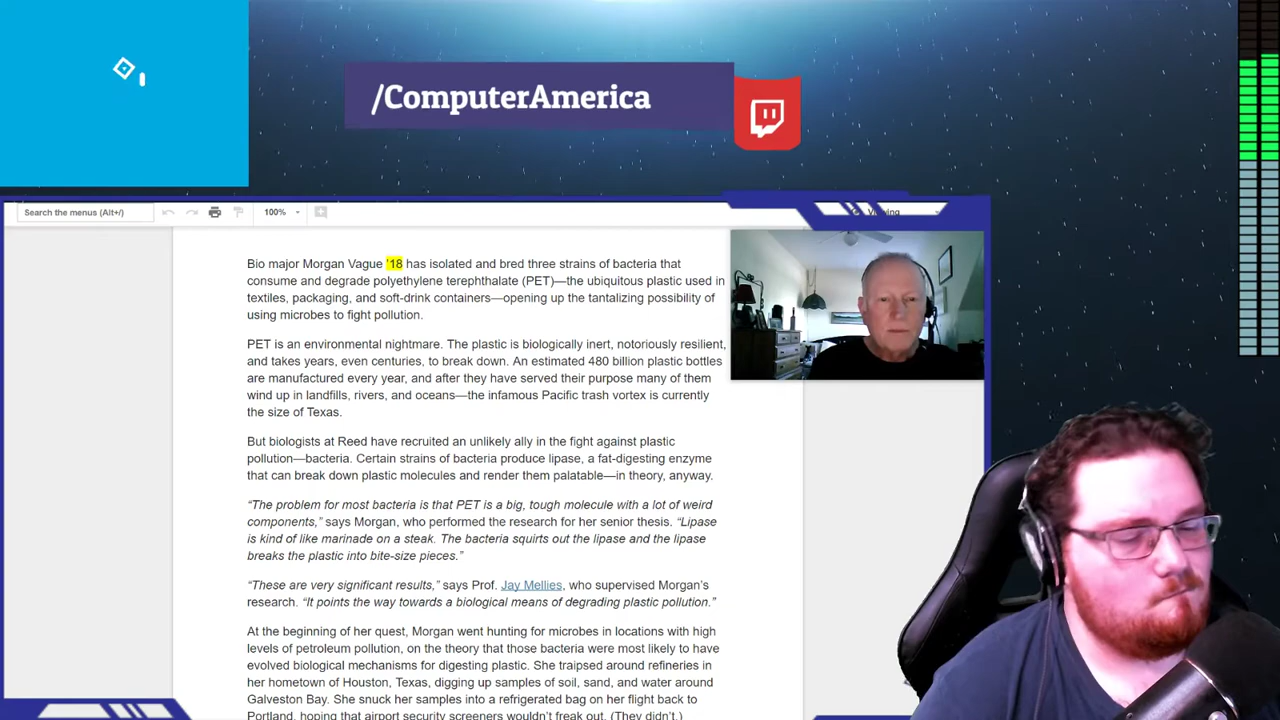 /ComputerAmerica
Search the menus (Alt+/)
100%
Bio major Morgan Vague '18 has isolated and bred three strains of bacteria that
consume and degrade polyethylene terephthalate (PET)—the ubiquitous plastic used in
textiles, packaging, and soft-drink containers—opening up the tantalizing possibility of
using microbes to fight pollution.
PET is an environmental nightmare. The plastic is biologically inert, notoriously resilient,
and takes years, even centuries, to break down. An estimated 480 billion plastic bottles
are manufactured every year, and after they have served their purpose many of them
wind up in landfills, rivers, and oceans—the infamous Pacific trash vortex is currently
the size of Texas.
But biologists at Reed have recruited an unlikely ally in the fight against plastic
pollution—bacteria. Certain strains of bacteria produce lipase, a fat-digesting enzyme
that can break down plastic molecules and render them palatable—in theory, anyway.
“The problem for most bacteria is that PET is a big, tough molecule with a lot of weird
components,” says Morgan, who performed the research for her senior thesis. “Lipase
is kind of like marinade on a steak. The bacteria squirts out the lipase and the lipase
breaks the plastic into bite-size pieces.”
“These are very significant results,” says Prof. Jay Mellies, who supervised Morgan’s
research. “It points the way towards a biological means of degrading plastic pollution.”
At the beginning of her quest, Morgan went hunting for microbes in locations with high
levels of petroleum pollution, on the theory that those bacteria were most likely to have
evolved biological mechanisms for digesting plastic. She traipsed around refineries in
her hometown of Houston, Texas, digging up samples of soil, sand, and water around
Galveston Bay. She snuck her samples into a refrigerated bag on her flight back to
Portland, hoping that airport security screeners wouldn’t freak out. (They didn’t.)